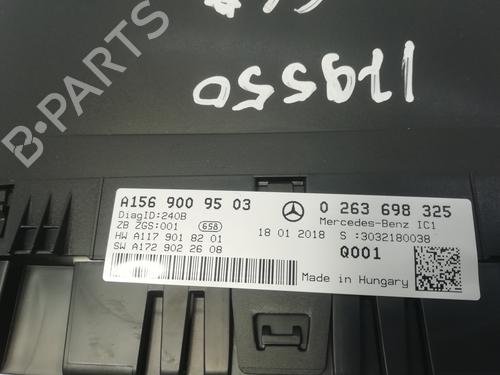 B-PARTS
179550
A156 900 95 03
DiagID:240B
ZB ZGS:001
658
HW A117 901 82 01
SW A172 902 26 08
0 263 698 325
Mercedes-Benz IC1
18 01 2018 S :3032180038
Q001
Made in Hungary